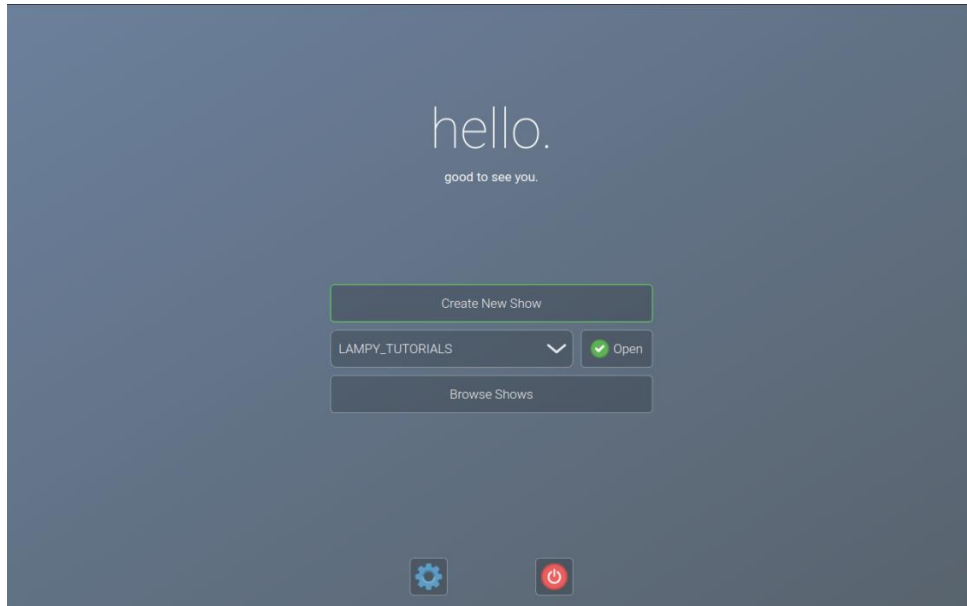 hello.
good to see you.
Create New Show
LAMPY_TUTORIALS
Open
Browse Shows